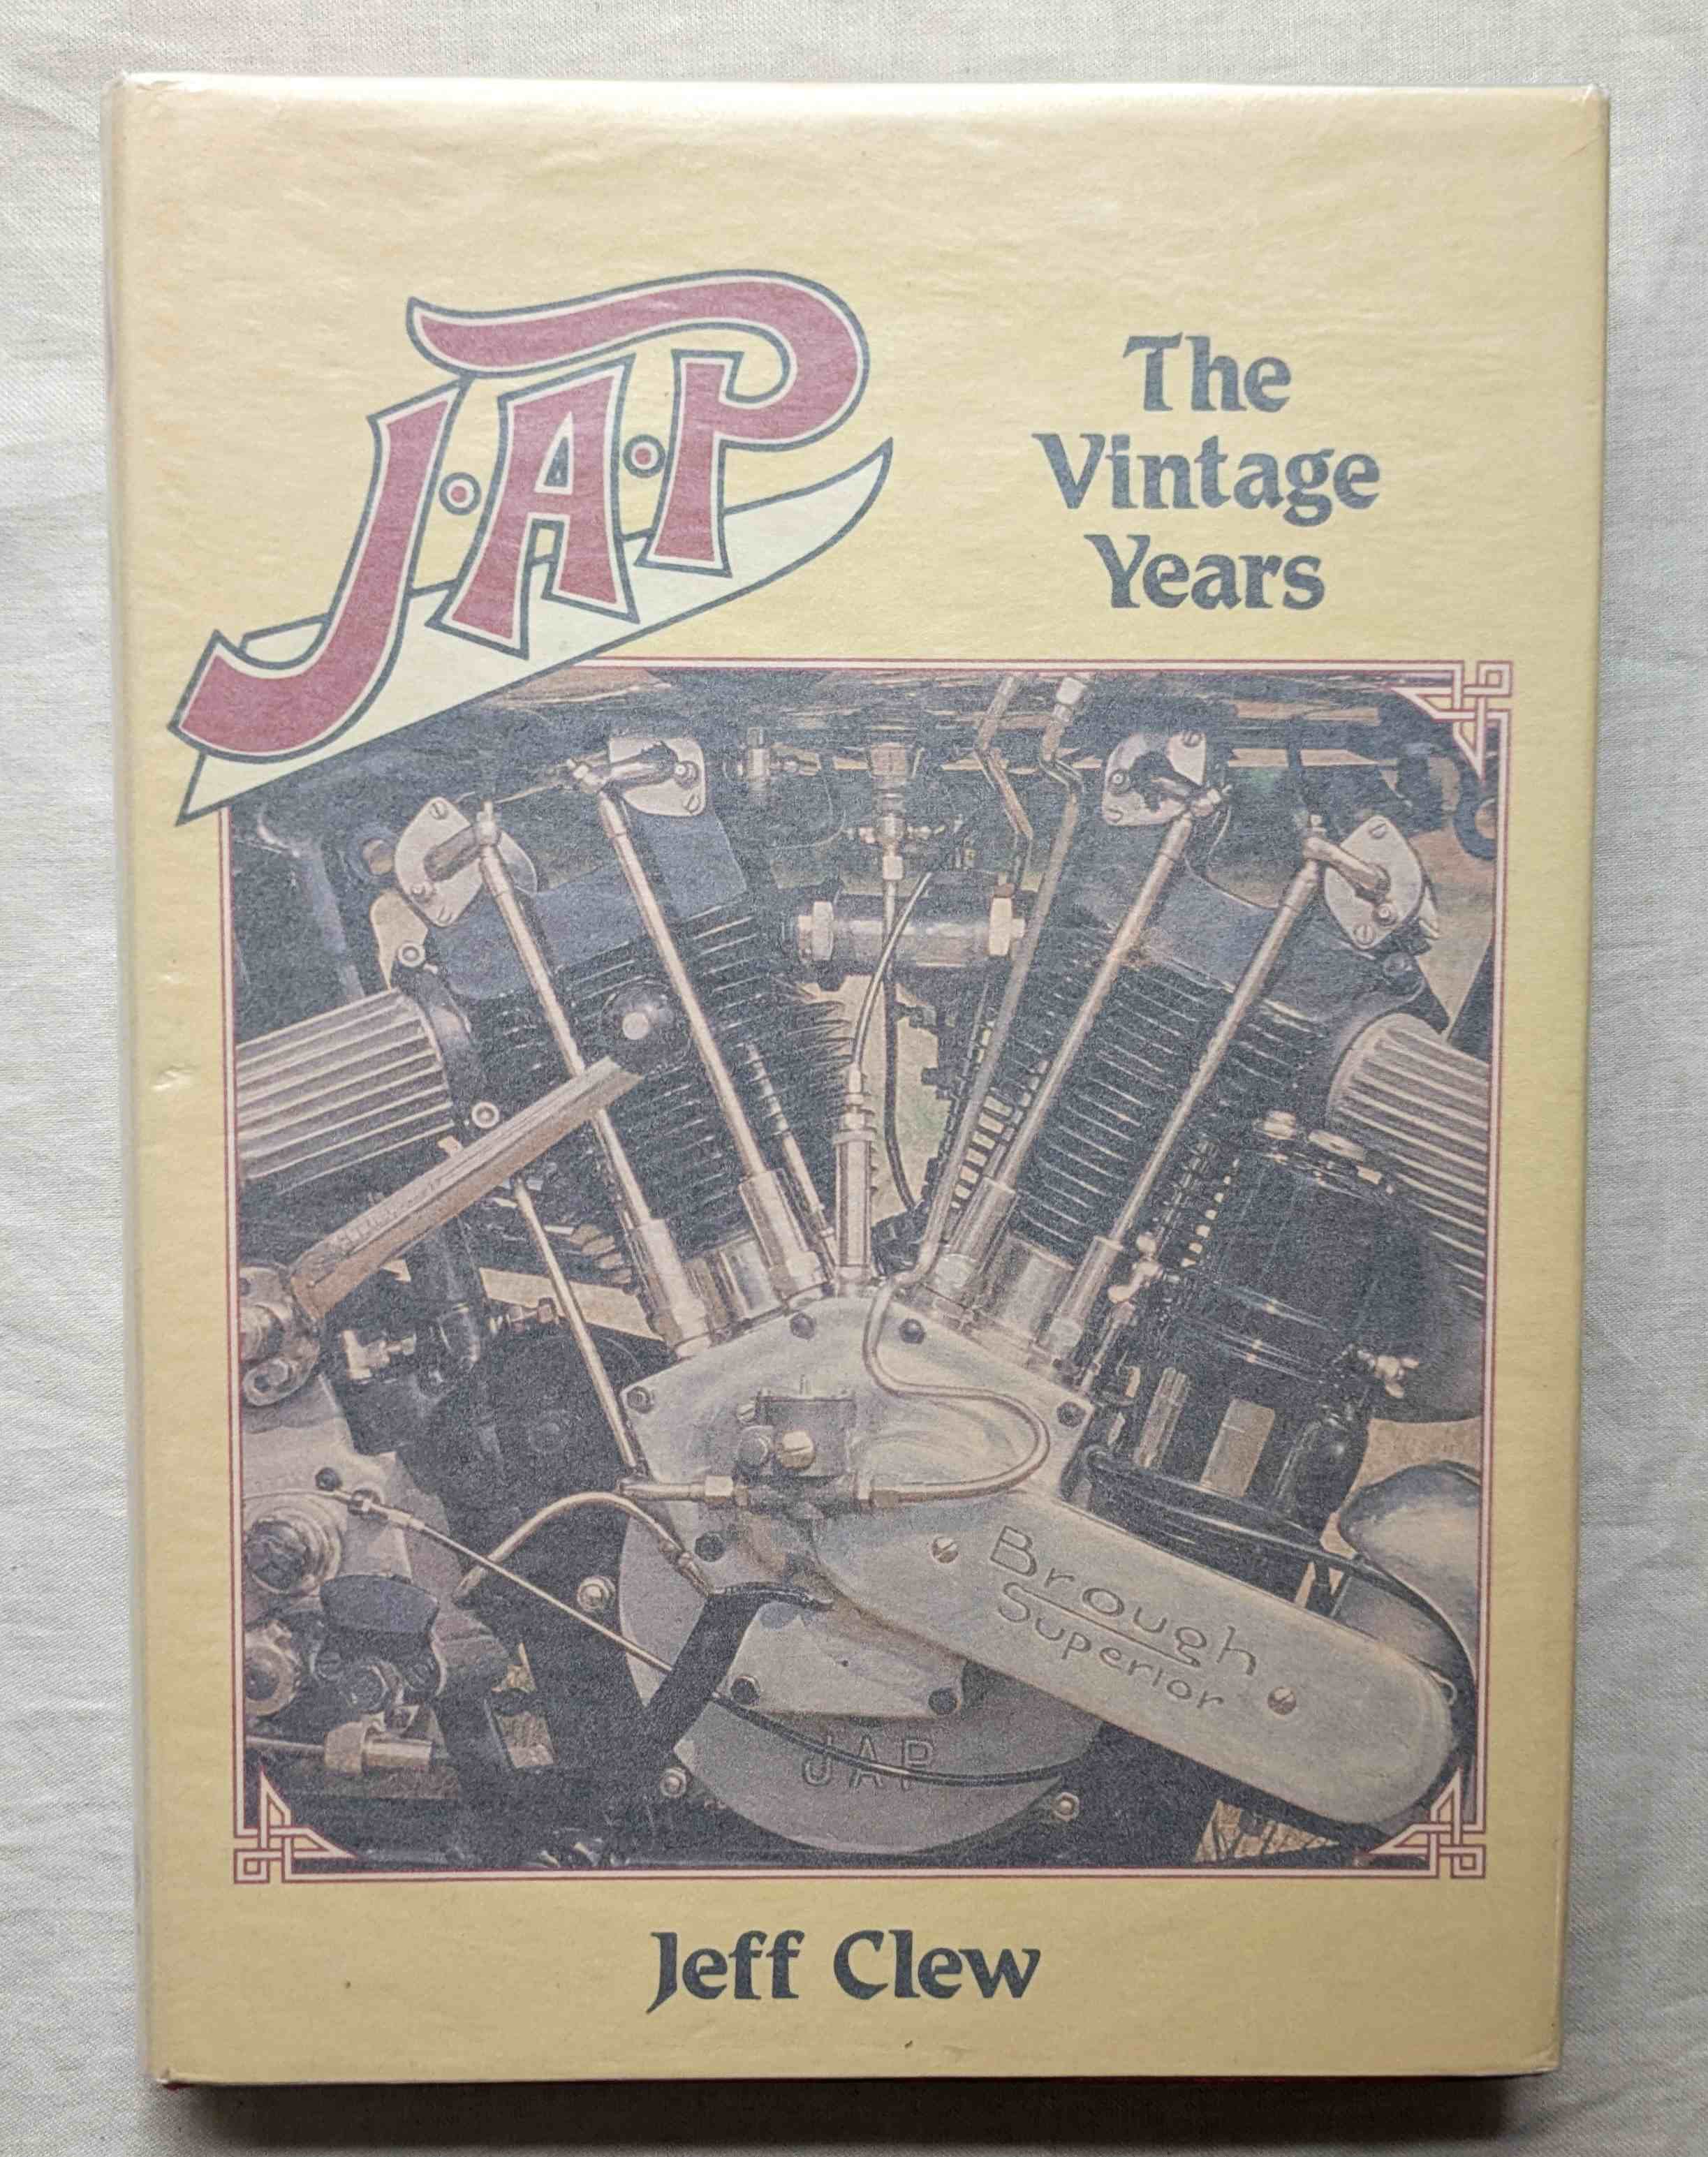 J·A·P
The
Vintage
Years
Brough
Superior
JAP
Jeff Clew